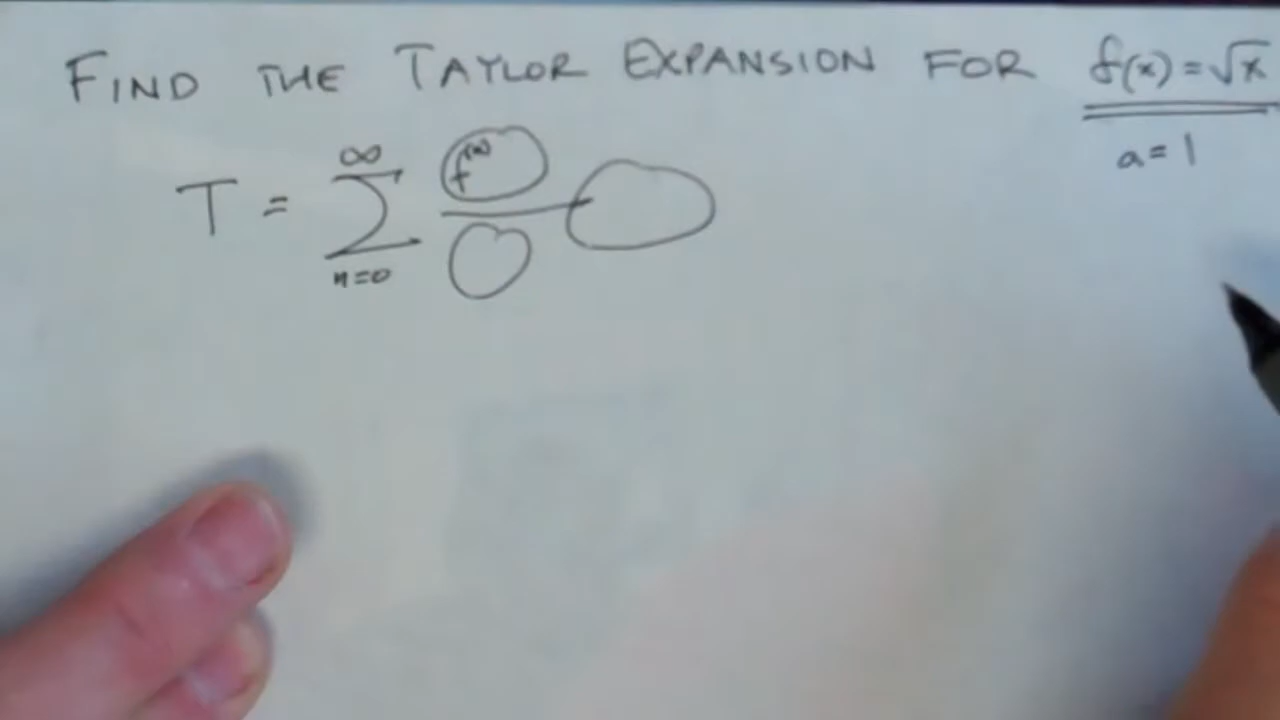 FIND THE TAYLOR EXPANSION FOR f(x) = √x
a = 1
T = ∑ n=0 ∞ f⁽ⁿ⁾